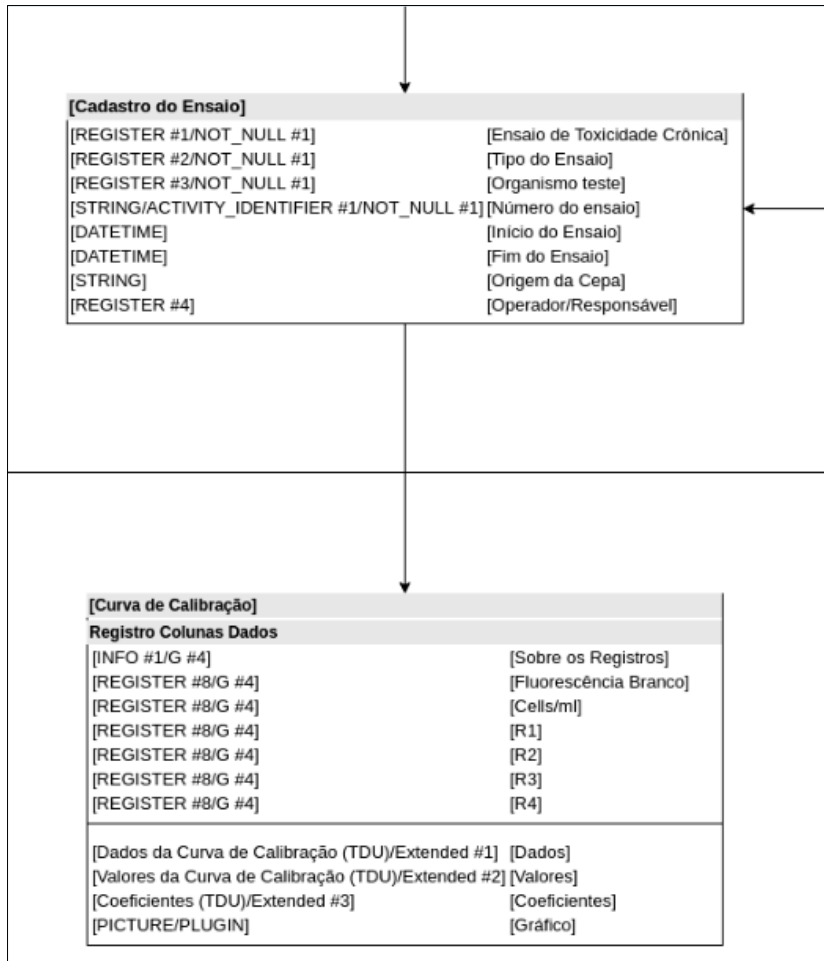 [Cadastro do Ensaio]
[REGISTER #1/NOT_NULL #1] [Ensaio de Toxicidade Crônica]
[REGISTER #2/NOT_NULL #1] [Tipo do Ensaio]
[REGISTER #3/NOT_NULL #1] [Organismo teste]
[STRING/ACTIVITY_IDENTIFIER #1/NOT_NULL #1] [Número do ensaio]
[DATETIME] [Início do Ensaio]
[DATETIME] [Fim do Ensaio]
[STRING] [Origem da Cepa]
[REGISTER #4] [Operador/Responsável]
[Curva de Calibração]
Registro Colunas Dados
[INFO #1/G #4] [Sobre os Registros]
[REGISTER #8/G #4] [Fluorescência Branco]
[REGISTER #8/G #4] [Cells/ml]
[REGISTER #8/G #4] [R1]
[REGISTER #8/G #4] [R2]
[REGISTER #8/G #4] [R3]
[REGISTER #8/G #4] [R4]
[Dados da Curva de Calibração (TDU)/Extended #1] [Dados]
[Valores da Curva de Calibração (TDU)/Extended #2] [Valores]
[Coeficientes (TDU)/Extended #3] [Coeficientes]
[PICTURE/PLUGIN] [Gráfico]